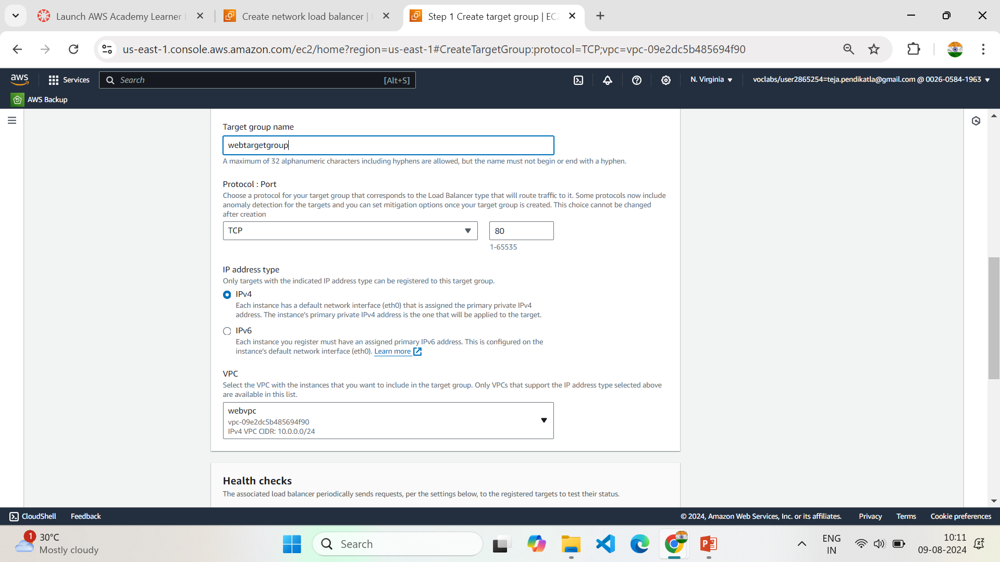 Launch AWS Academy Learner L
Create network load balancer | E
Step 1 Create target group | EC2
us-east-1.console.aws.amazon.com/ec2/home?region=us-east-1#CreateTargetGroup:protocol=TCP;vpc=vpc-09e2dc5b485694f90
aws
Services
Search
[Alt+S]
N. Virginia
voclabs/user2865254=teja.pendikatla@gmail.com @ 0026-0584-1963
AWS Backup
Target group name
webtargetgroup
A maximum of 32 alphanumeric characters including hyphens are allowed, but the name must not begin or end with a hyphen.
Protocol : Port
Choose a protocol for your target group that corresponds to the Load Balancer type that will route traffic to it. Some protocols now include
anomaly detection for the targets and you can set mitigation options once your target group is created. This choice cannot be changed
after creation
TCP
80
1-65535
IP address type
Only targets with the indicated IP address type can be registered to this target group.
IPv4
Each instance has a default network interface (eth0) that is assigned the primary private IPv4
address. The instance's primary private IPv4 address is the one that will be applied to the target.
IPv6
Each instance you register must have an assigned primary IPv6 address. This is configured on the
instance's default network interface (eth0). Learn more
VPC
Select the VPC with the instances that you want to include in the target group. Only VPCs that support the IP address type selected above
are available in this list.
webvpc
vpc-09e2dc5b485694f90
IPv4 VPC CIDR: 10.0.0.0/24
Health checks
The associated load balancer periodically sends requests, per the settings below, to the registered targets to test their status.
CloudShell
Feedback
© 2024, Amazon Web Services, Inc. or its affiliates.
Privacy
Terms
Cookie preferences
1
30°C
Mostly cloudy
Search
ENG
IN
10:11
09-08-2024